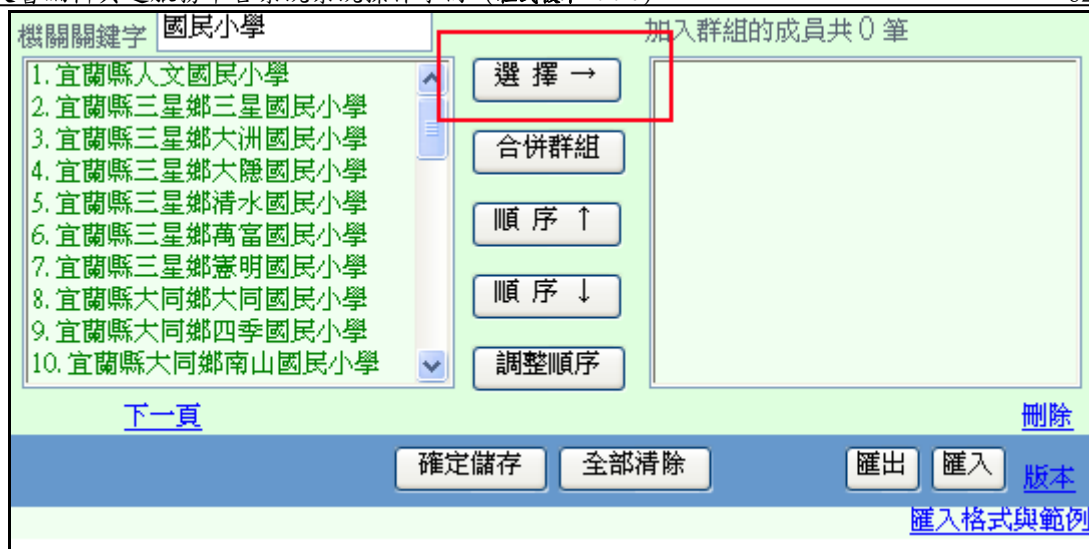 機關關鍵字 國民小學
加入群組的成員共 0 筆
1. 宜蘭縣人文國民小學
2. 宜蘭縣三星鄉三星國民小學
3. 宜蘭縣三星鄉大洲國民小學
4. 宜蘭縣三星鄉大隱國民小學
5. 宜蘭縣三星鄉清水國民小學
6. 宜蘭縣三星鄉萬富國民小學
7. 宜蘭縣三星鄉憲明國民小學
8. 宜蘭縣大同鄉大同國民小學
9. 宜蘭縣大同鄉四季國民小學
10. 宜蘭縣大同鄉南山國民小學
選 擇 →
合併群組
順 序 ↑
順 序 ↓
調整順序
下一頁
刪除
確定儲存 全部清除 匯出 匯入 版本
匯入格式與範例